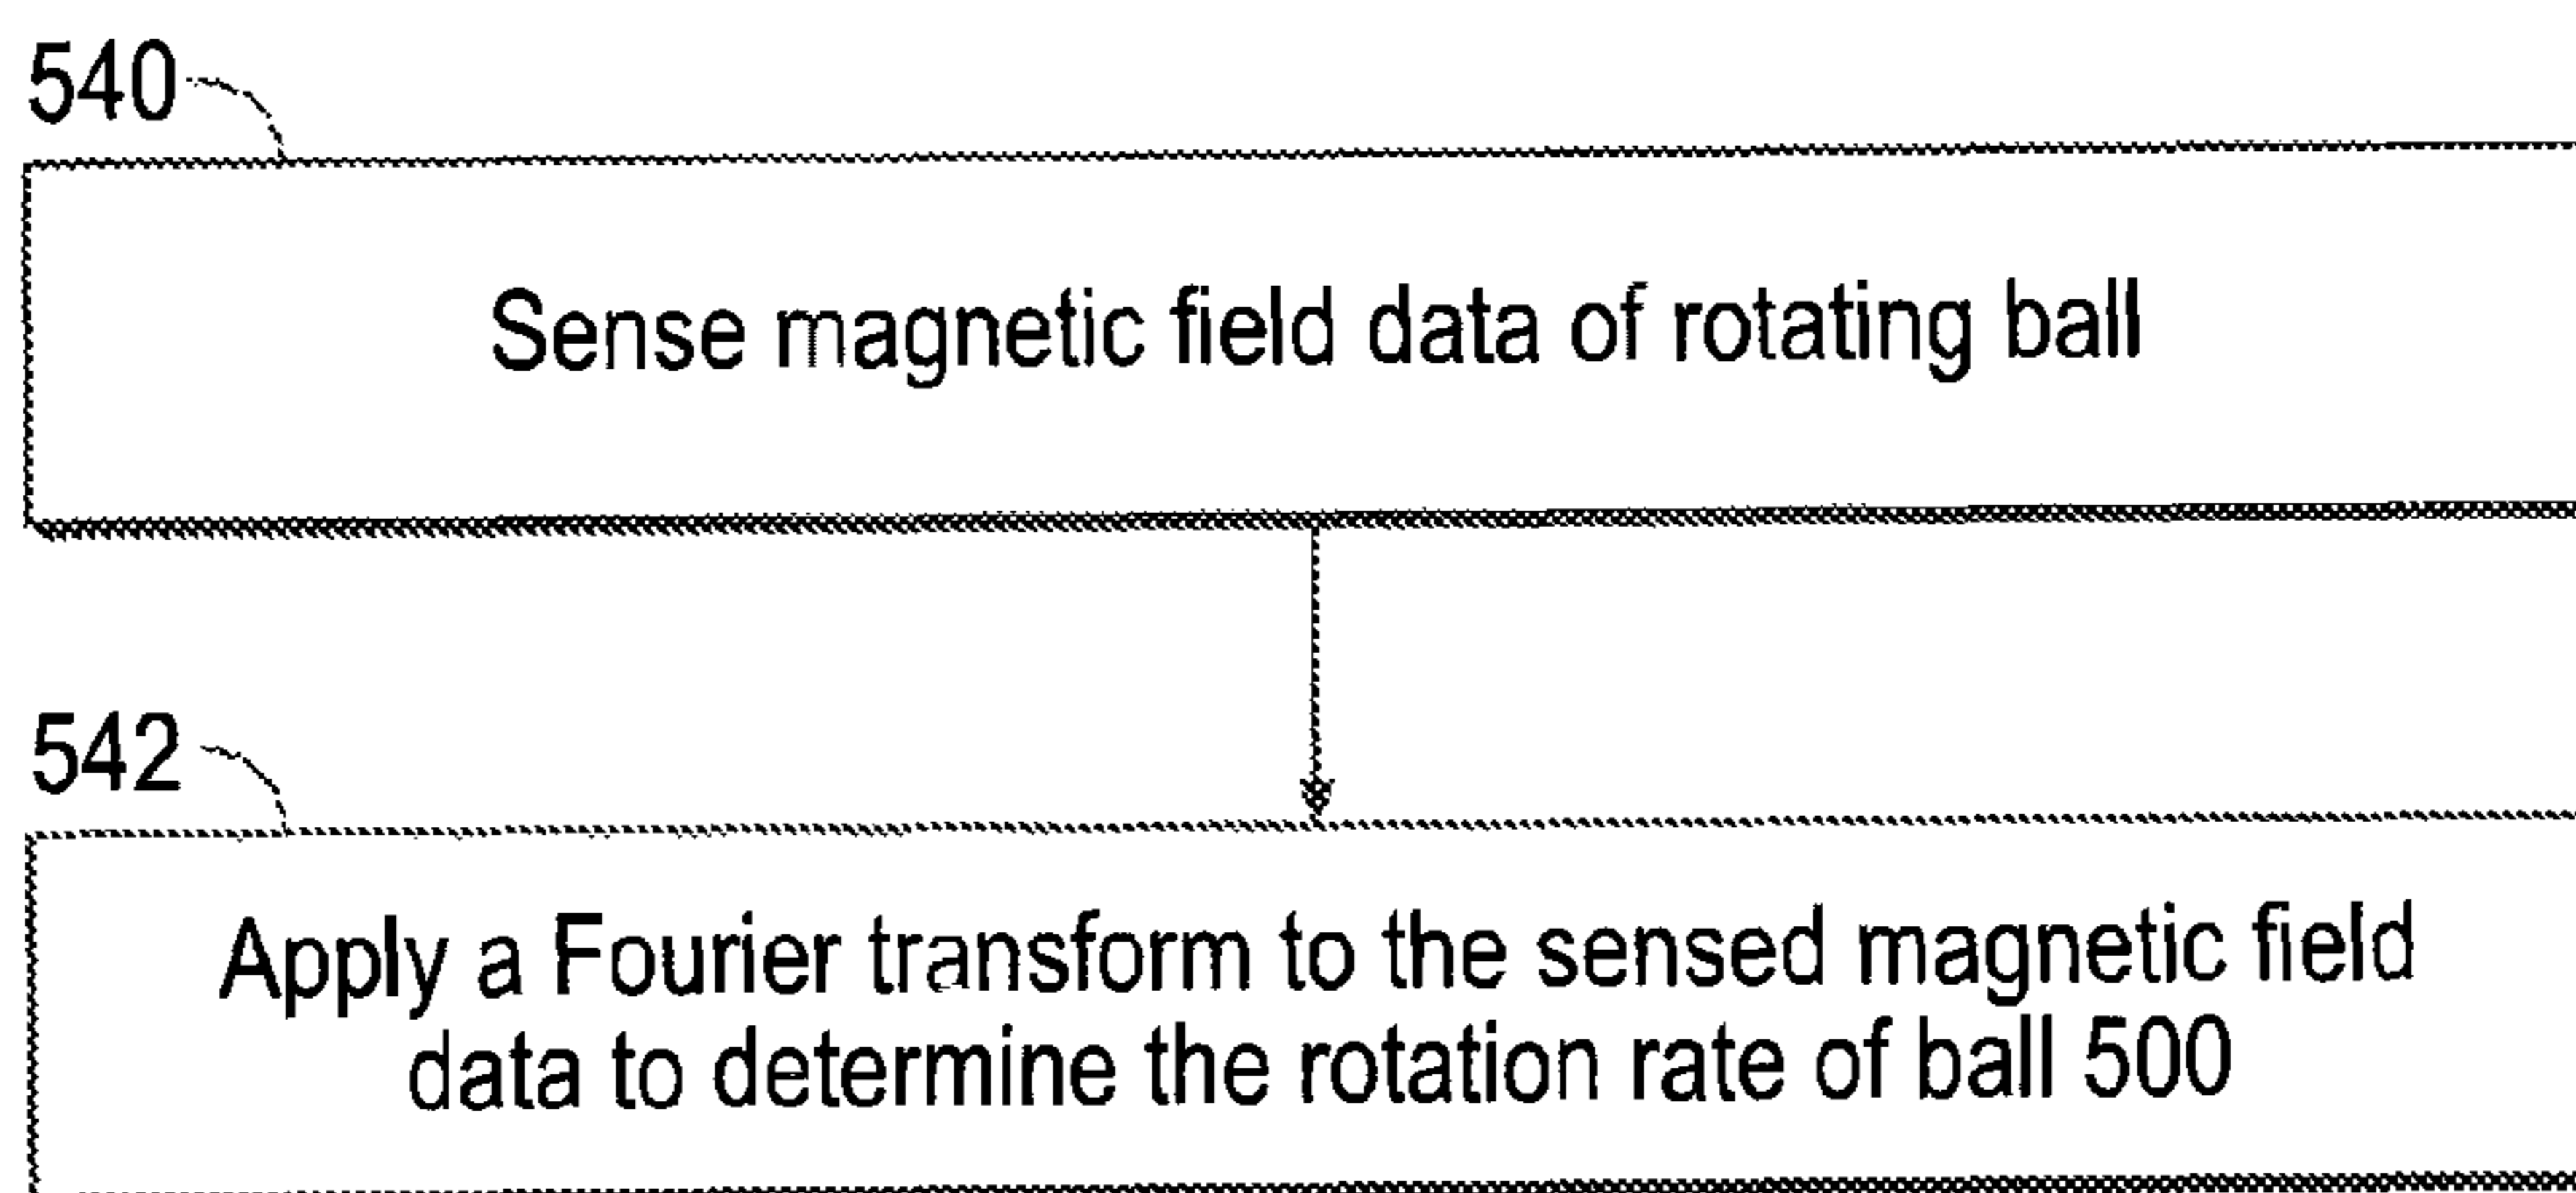 540
Sense magnetic field data of rotating ball
542
Apply a Fourier transform to the sensed magnetic field
data to determine the rotation rate of ball 500